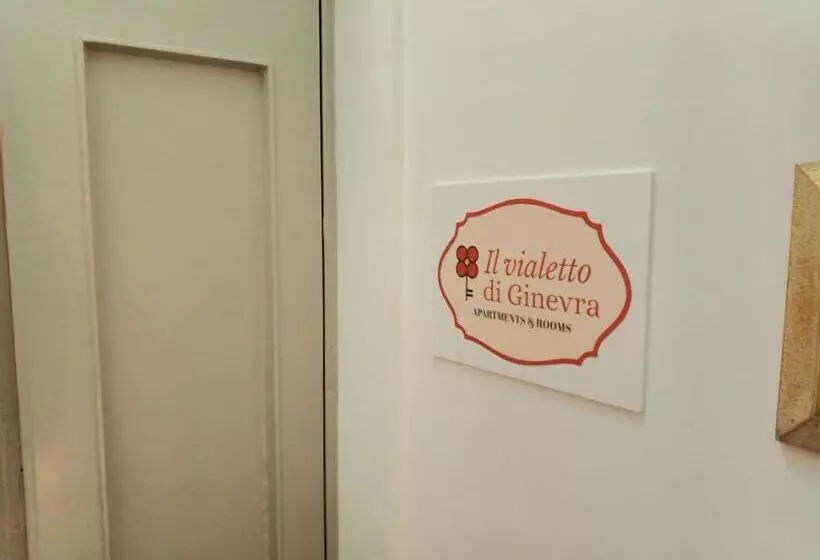 Il vialetto
di Ginevra
APARTMENTS & ROOMS